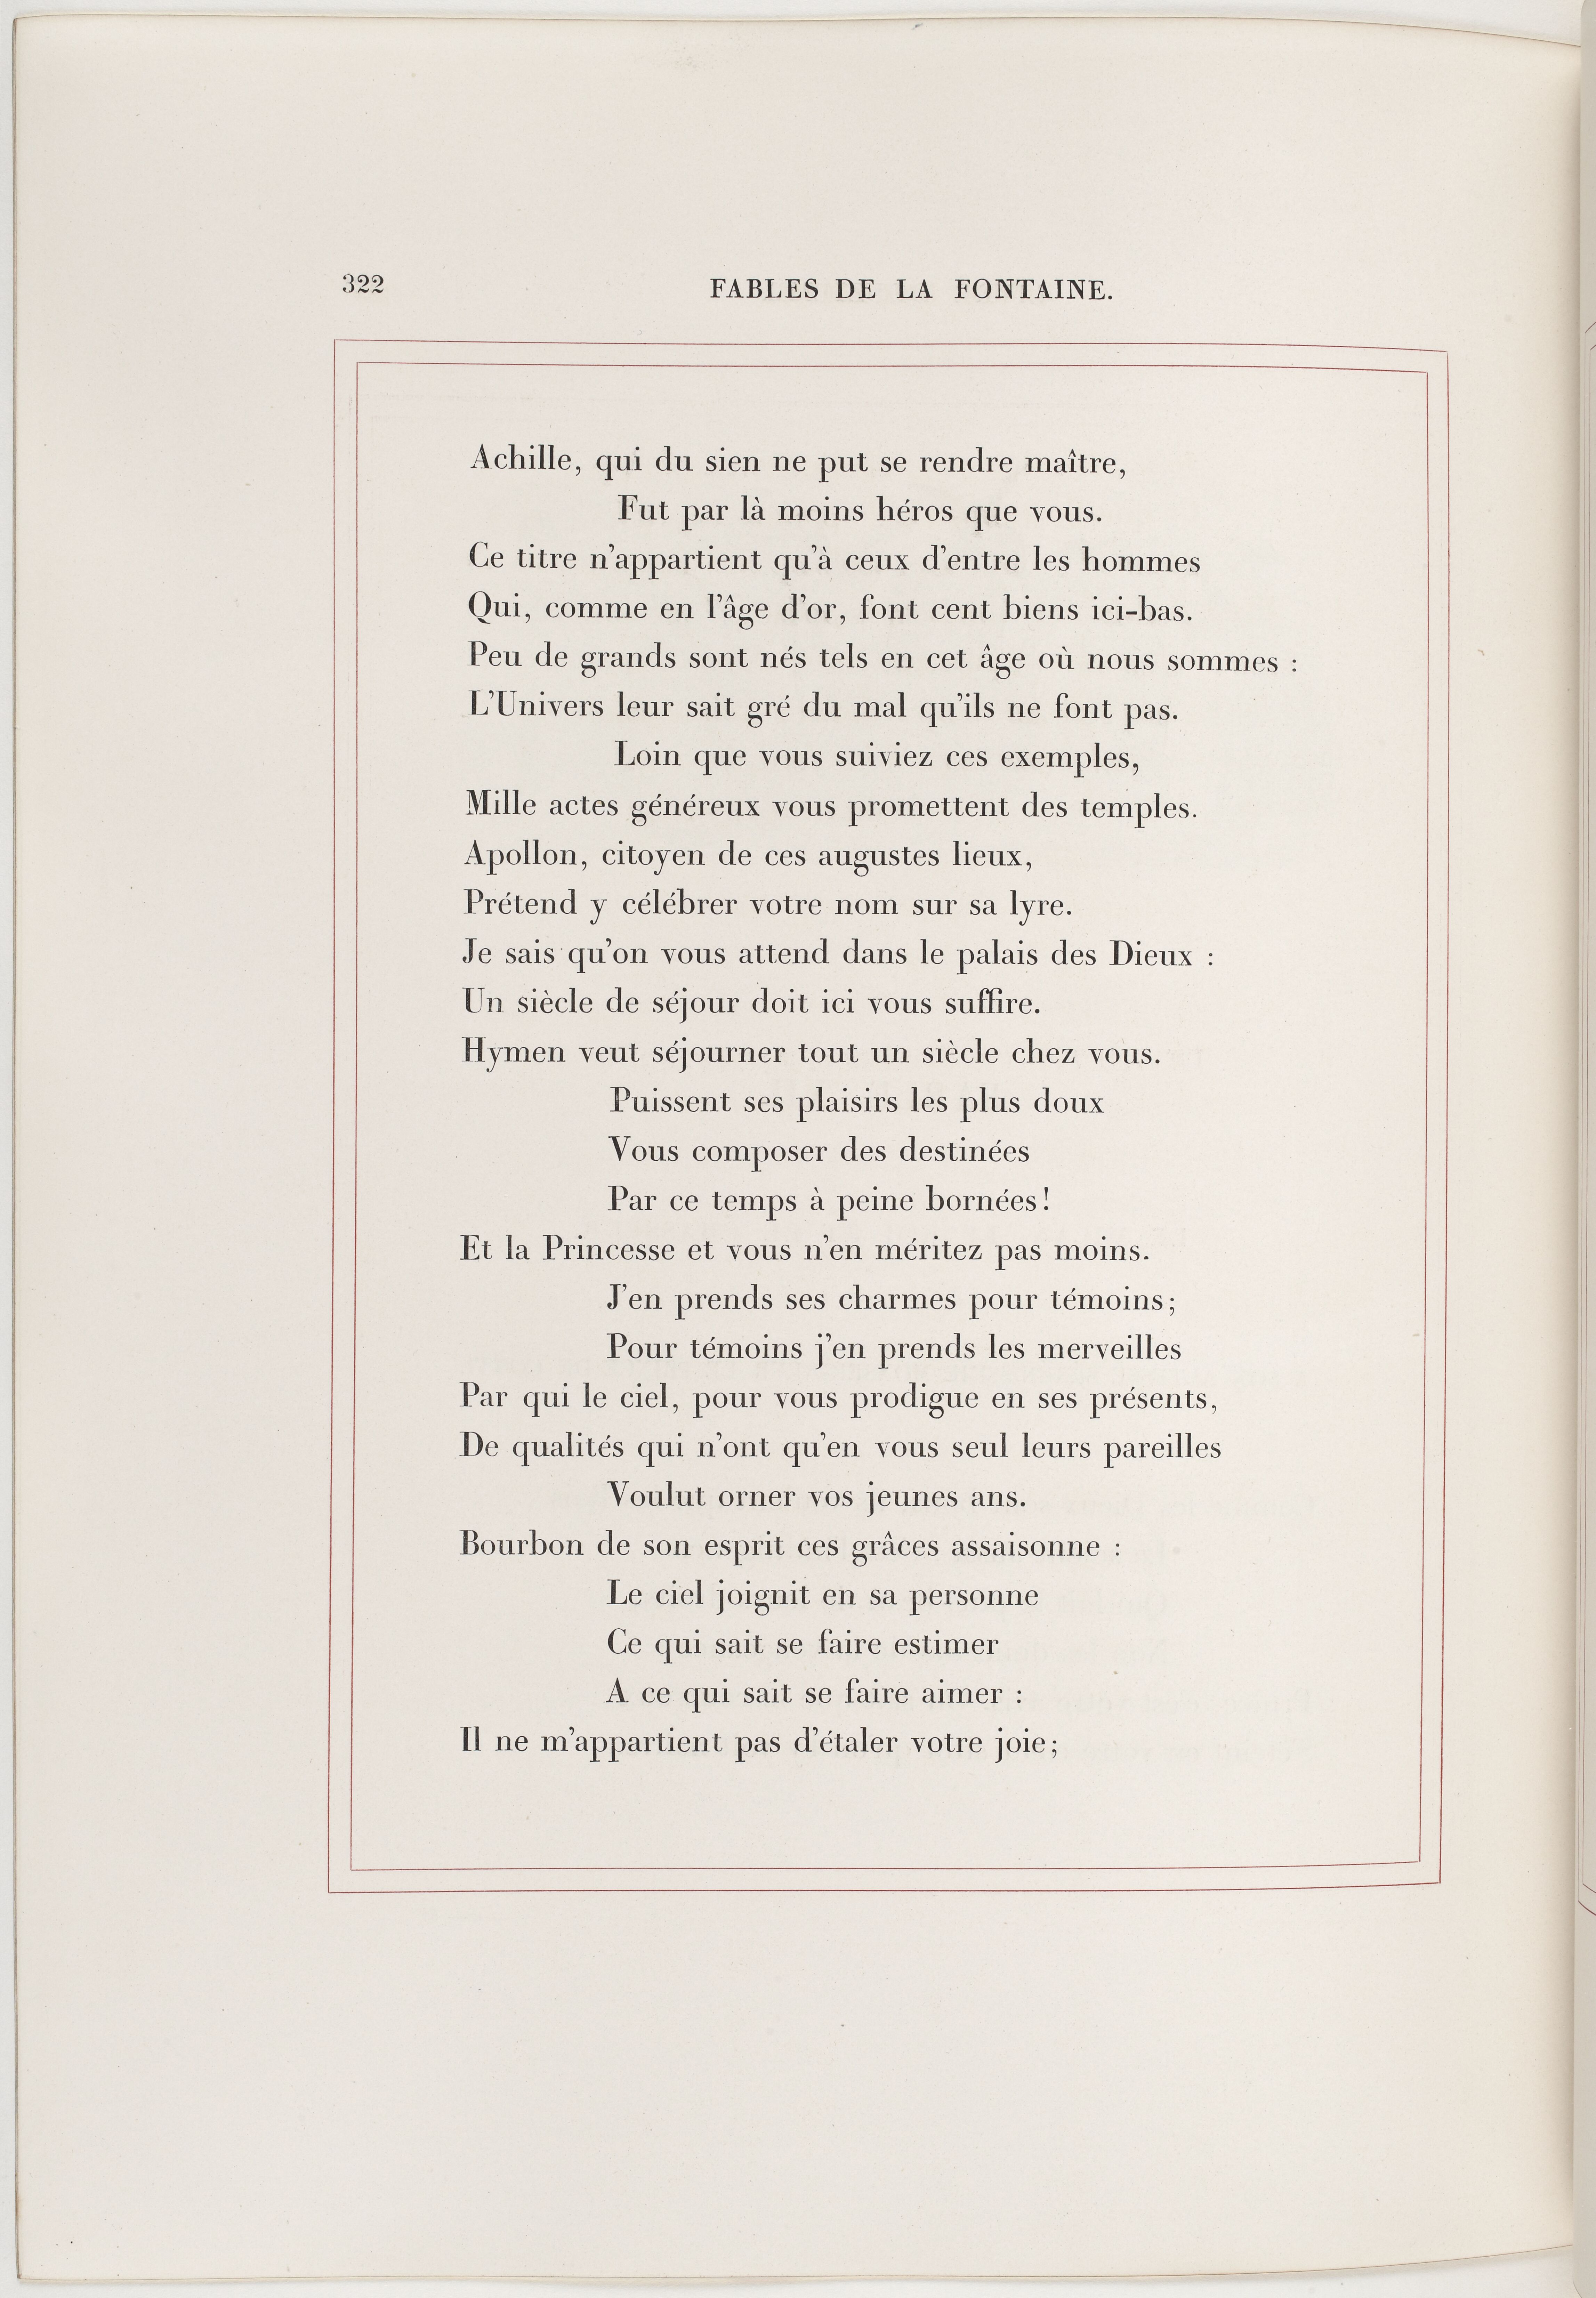 322
FABLES DE LA FONTAINE.
Achille, qui du sien ne put se rendre maître,
Fut par là moins héros que vous.
Ce titre n'appartient qu'à ceux d'entre les hommes
Qui, comme en l'âge d'or, font cent biens ici-bas.
Peu de grands sont nés tels en cet âge où nous sommes :
L'Univers leur sait gré du mal qu'ils ne font pas.
Loin que vous suiviez ces exemples,
Mille actes généreux vous promettent des temples.
Apollon, citoyen de ces augustes lieux,
Prétend y célébrer votre nom sur sa lyre.
Je sais qu'on vous attend dans le palais des Dieux :
Un siècle de séjour doit ici vous suffire.
Hymen veut séjourner tout un siècle chez vous.
Puissent ses plaisirs les plus doux
Vous composer des destinées
Par ce temps à peine bornées!
Et la Princesse et vous n'en méritez pas moins.
J'en prends ses charmes pour témoins;
Pour témoins j'en prends les merveilles
Par qui le ciel, pour vous prodigue en ses présents,
De qualités qui n'ont qu'en vous seul leurs pareilles
Voulut orner vos jeunes ans.
Bourbon de son esprit ces grâces assaisonne :
Le ciel joignit en sa personne
Ce qui sait se faire estimer
A ce qui sait se faire aimer :
Il ne m'appartient pas d'étaler votre joie;